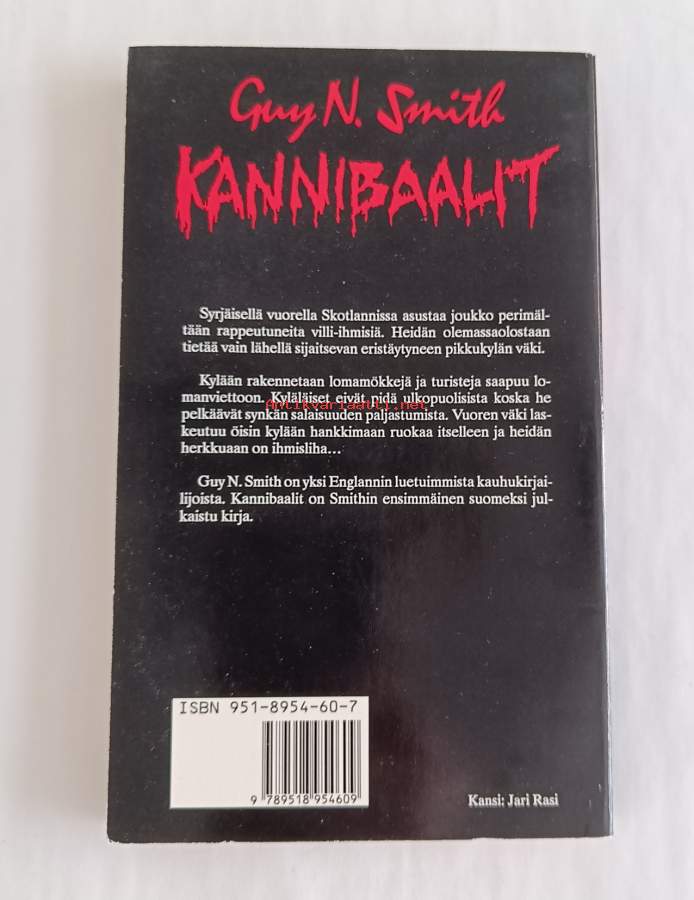 Guy N. Smith
KANNIBAALIT
Syrjäisellä vuorella Skotlannissa asustaa joukko perimäl-
tään rappeutuneita villi-ihmisiä. Heidän olemassaolostaan
tietää vain lähellä sijaitsevan eristäytyneen pikkukylän väki.
Kylään rakennetaan lomamökkejä ja turisteja saapuu lo-
manviettoon. Kyläläiset eivät pidä ulkopuolisista koska he
Antikvariaatti.net
pelkäävät synkän salaisuuden paljastumista. Vuoren väki las-
keutuu öisin kylään hankkimaan ruokaa itselleen ja heidän
herkkuaan on ihmisliha...
Guy N. Smith on yksi Englannin luetuimmista kauhukirjai-
lijoista. Kannibaalit on Smithin ensimmäinen suomeksi jul-
kaistu kirja.
ISBN 951-8954-60-7
9 789518 954609
Kansi: Jari Rasi